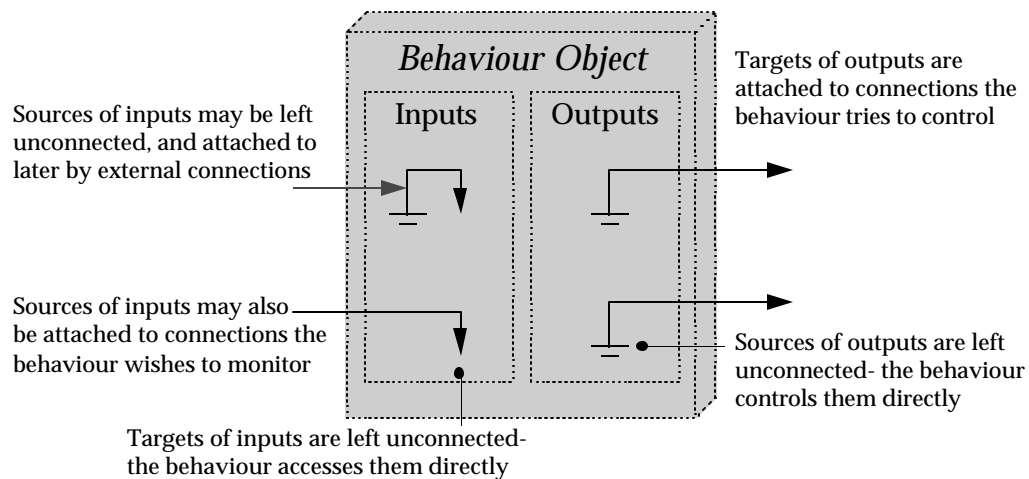 Behaviour Object
Inputs
Outputs
Sources of inputs may be left
unconnected, and attached to
later by external connections
Targets of outputs are
attached to connections the
behaviour tries to control
Sources of inputs may also
be attached to connections the
behaviour wishes to monitor
Sources of outputs are left
unconnected- the behaviour
controls them directly
Targets of inputs are left unconnected-
the behaviour accesses them directly